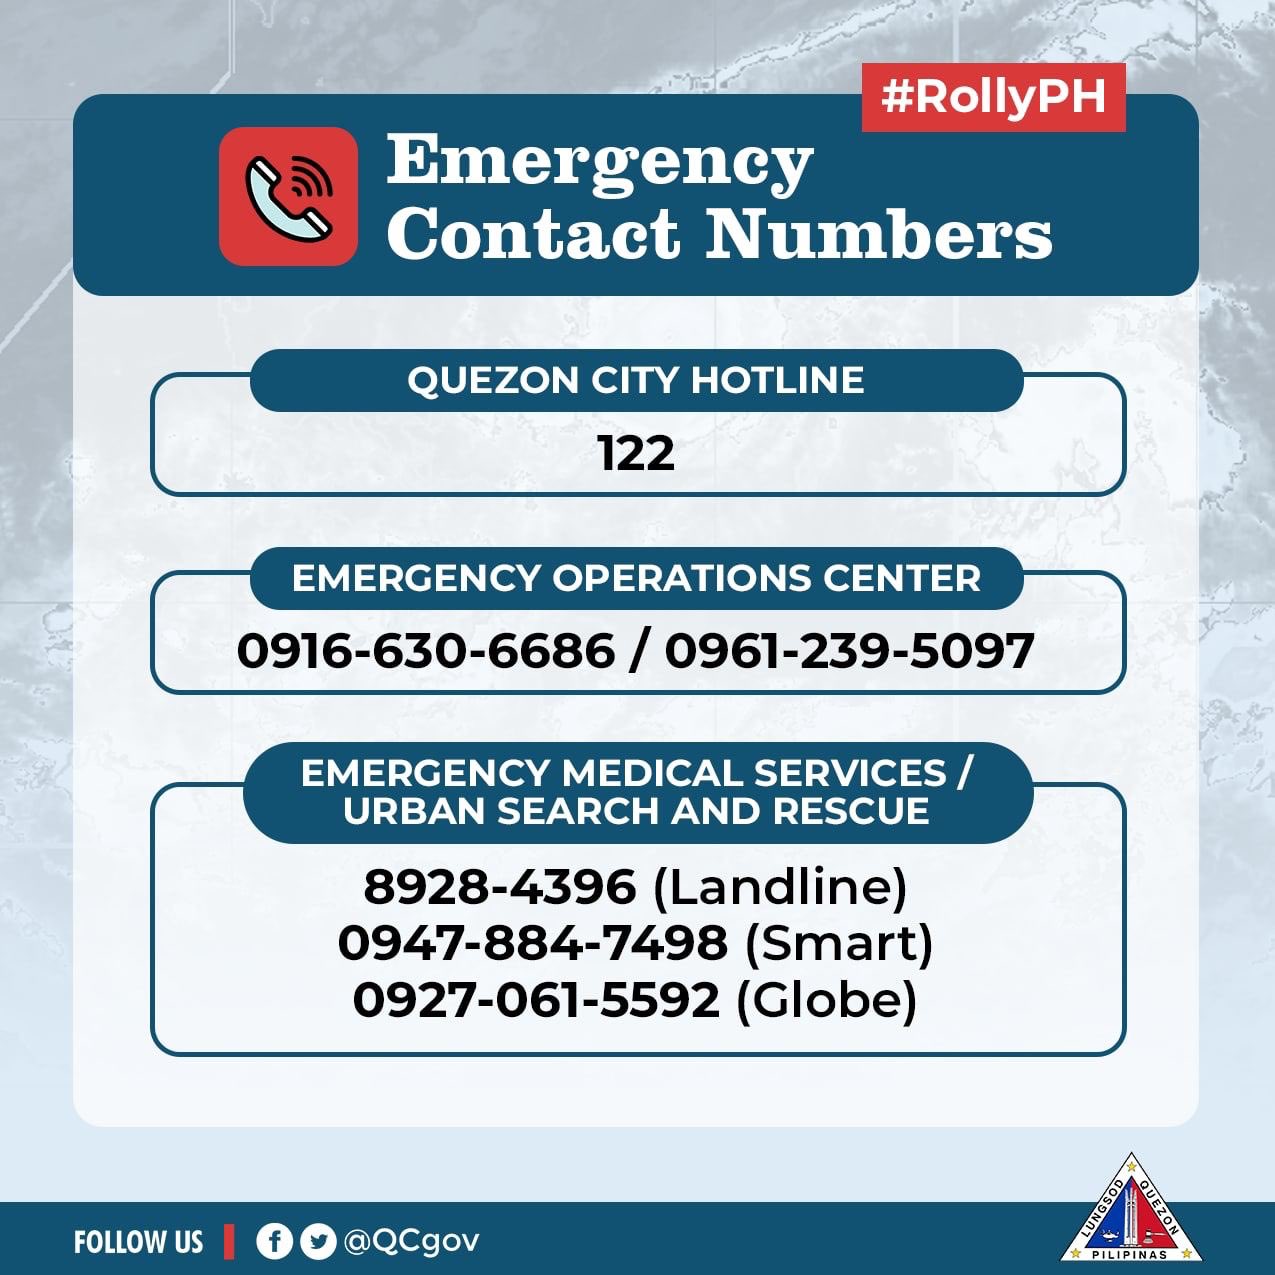 #RollyPH
Emergency
Contact Numbers
QUEZON CITY HOTLINE
122
EMERGENCY OPERATIONS CENTER
0916-630-6686 / 0961-239-5097
EMERGENCY MEDICAL SERVICES /
URBAN SEARCH AND RESCUE
8928-4396 (Landline)
0947-884-7498 (Smart)
0927-061-5592 (Globe)
FOLLOW US
@QCgov
LUNGSOD
QUEZON
PILIPINAS